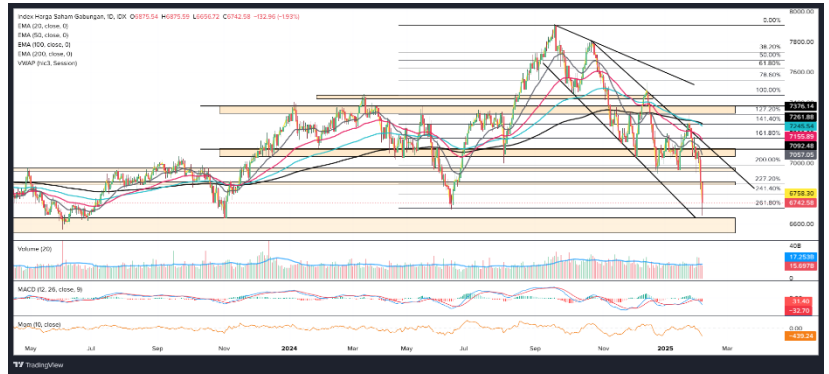 Index Harga Saham Gabungan, 1D, IDX O6875.54 H6875.59 L6656.72 C6742.58 −132.96 (−1.93%)
EMA (20, close, 0)
EMA (50, close, 0)
EMA (100, close, 0)
EMA (200, close, 0)
VWAP (hlc3, Session)
8000.00
0.00%
7800.00
38.20%
50.00%
61.80%
7600.00
78.60%
100.00%
7376.14
127.20%
7261.88
141.40%
7245.54
161.80%
7155.89
7092.48
7057.05
200.00%
7000.00
227.20%
241.40%
6758.30
261.80%
6742.58
6600.00
Volume (20)
40B
17.253B
15.697B
MACD (12, 26, close, 9)
−31.40
−32.70
Mom (10, close)
0.00
−439.24
May Jul Sep Nov 2024 Mar May Jul Sep Nov 2025 Mar
TradingView